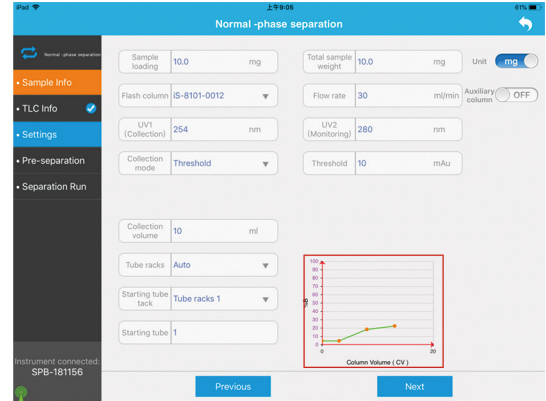 iPad 上午9:05 61%
Normal -phase separation
Normal -phase separation
• Sample Info
• TLC Info
• Settings
• Pre-separation
• Separation Run
Instrument connected:
SPB-181156
Sample loading 10.0 mg
Total sample weight 10.0 mg
Unit mg
Flash column iS-8101-0012
Flow rate 30 ml/min
Auxiliary column OFF
UV1 (Collection) 254 nm
UV2 (Monitoring) 280 nm
Collection mode Threshold
Threshold 10 mAu
Collection volume 10 ml
Tube racks Auto
Starting tube tack Tube racks 1
Starting tube 1
100
90
80
70
60
50
40
30
20
10
0
%B
0 20
Column Volume ( CV )
Previous
Next